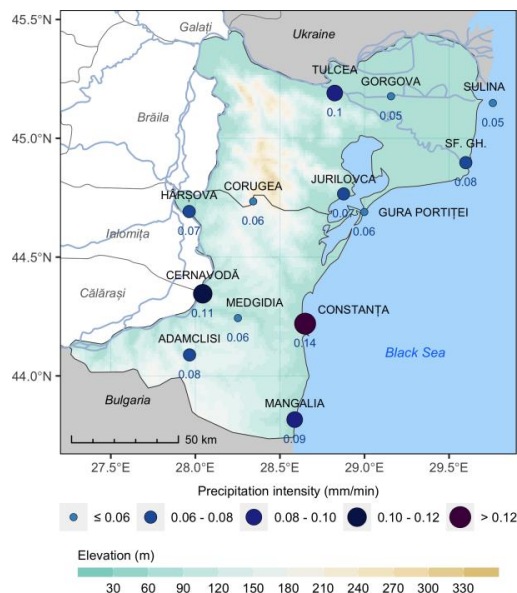 45.5°N
Galați
Ukraine
TULCEA
GORGOVA
SULINA
0.1
0.05
0.05
Brăila
45.0°N
SF. GH.
0.08
CORUGEA
JURILOVCA
HÂRȘOVA
0.06
0.07
0.07
GURA PORTIȚEI
0.06
Ialomița
44.5°N
CERNAVODĂ
Călărași
0.11
MEDGIDIA
CONSTANȚA
0.06
0.14
ADAMCLISI
0.08
Black Sea
44.0°N
Bulgaria
MANGALIA
0.09
50 km
27.5°E 28.0°E 28.5°E 29.0°E 29.5°E
Precipitation intensity (mm/min)
≤ 0.06 0.06 - 0.08 0.08 - 0.10 0.10 - 0.12 > 0.12
Elevation (m)
30 60 90 120 150 180 210 240 270 300 330